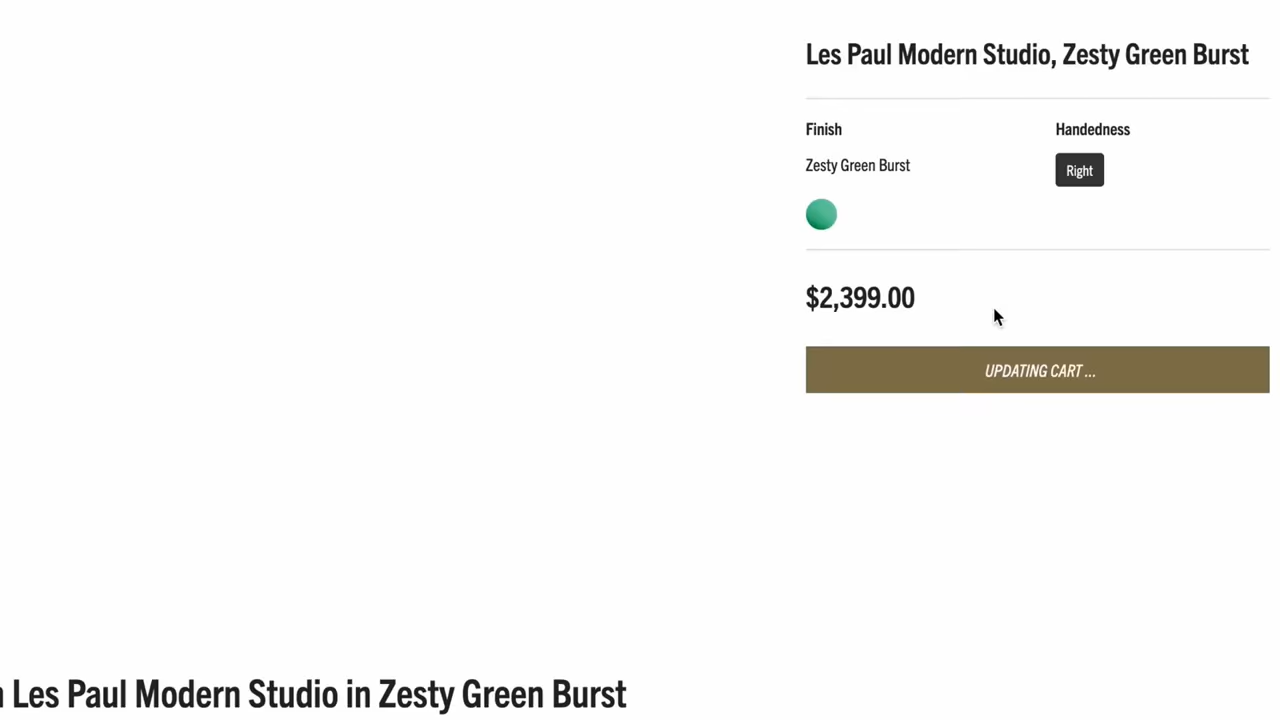 Les Paul Modern Studio, Zesty Green Burst
Finish
Handedness
Zesty Green Burst
Right
$2,399.00
UPDATING CART ...
Les Paul Modern Studio in Zesty Green Burst